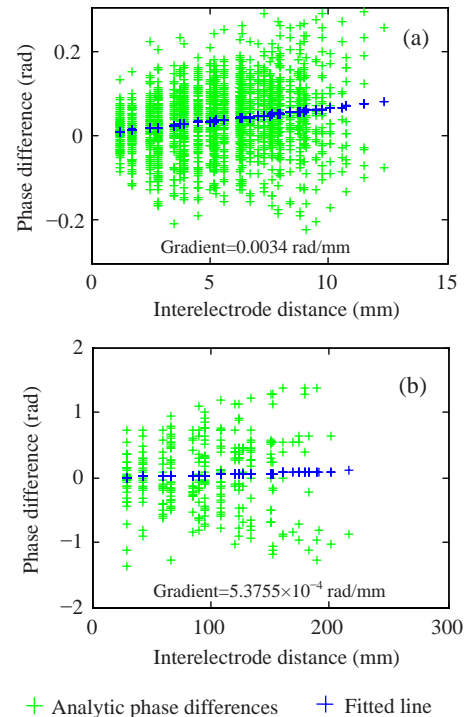 (a)
0.2
0
−0.2
Phase difference (rad)
Gradient=0.0034 rad/mm
0 5 10 15
Interelectrode distance (mm)
(b)
2
1
0
−1
−2
Phase difference (rad)
Gradient=5.3755×10⁻⁴ rad/mm
0 100 200 300
Interelectrode distance (mm)
+ Analytic phase differences + Fitted line